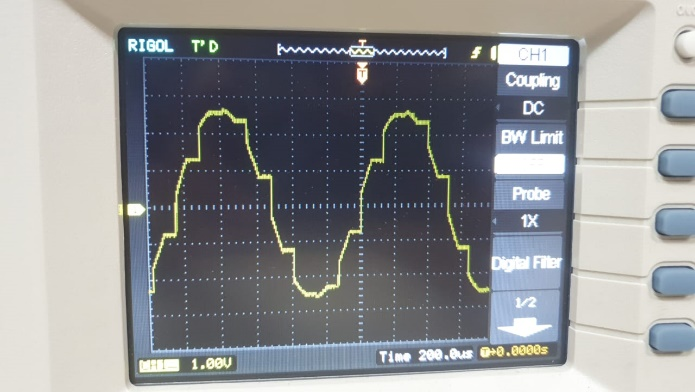 RIGOL T'D
CH1
Coupling
DC
BW Limit
Probe
1X
Digital Filter
1/2
1.00V
Time 200.0us
0.0000s